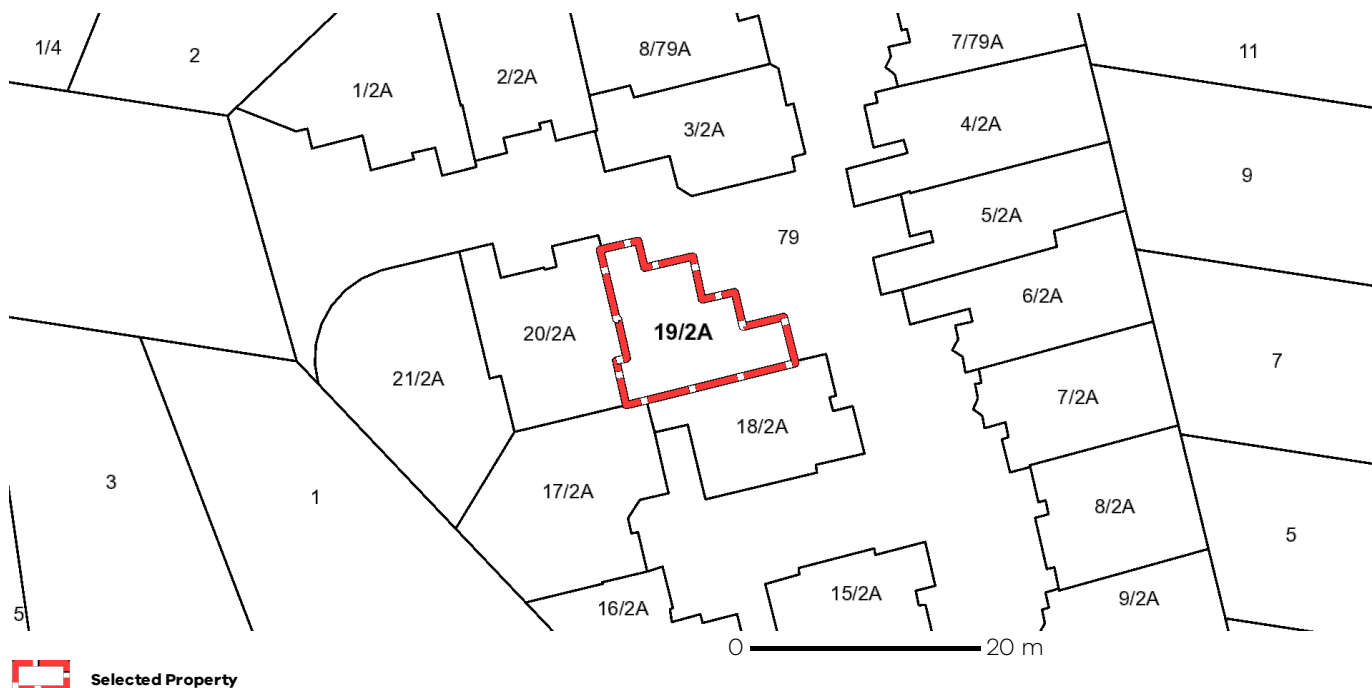 1/4
2
1/2A
2/2A
8/79A
7/79A
11
3/2A
4/2A
9
5/2A
79
6/2A
20/2A
19/2A
7
21/2A
7/2A
18/2A
3
1
17/2A
8/2A
5
5
16/2A
15/2A
9/2A
0 20 m
Selected Property